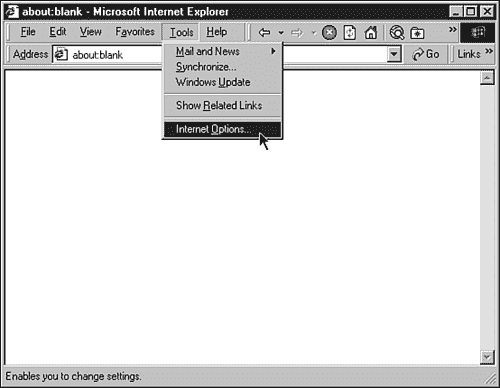 about:blank - Microsoft Internet Explorer
File Edit View Favorites Tools Help
Address about:blank Go Links »
Mail and News
Synchronize...
Windows Update
Show Related Links
Internet Options...
Enables you to change settings.